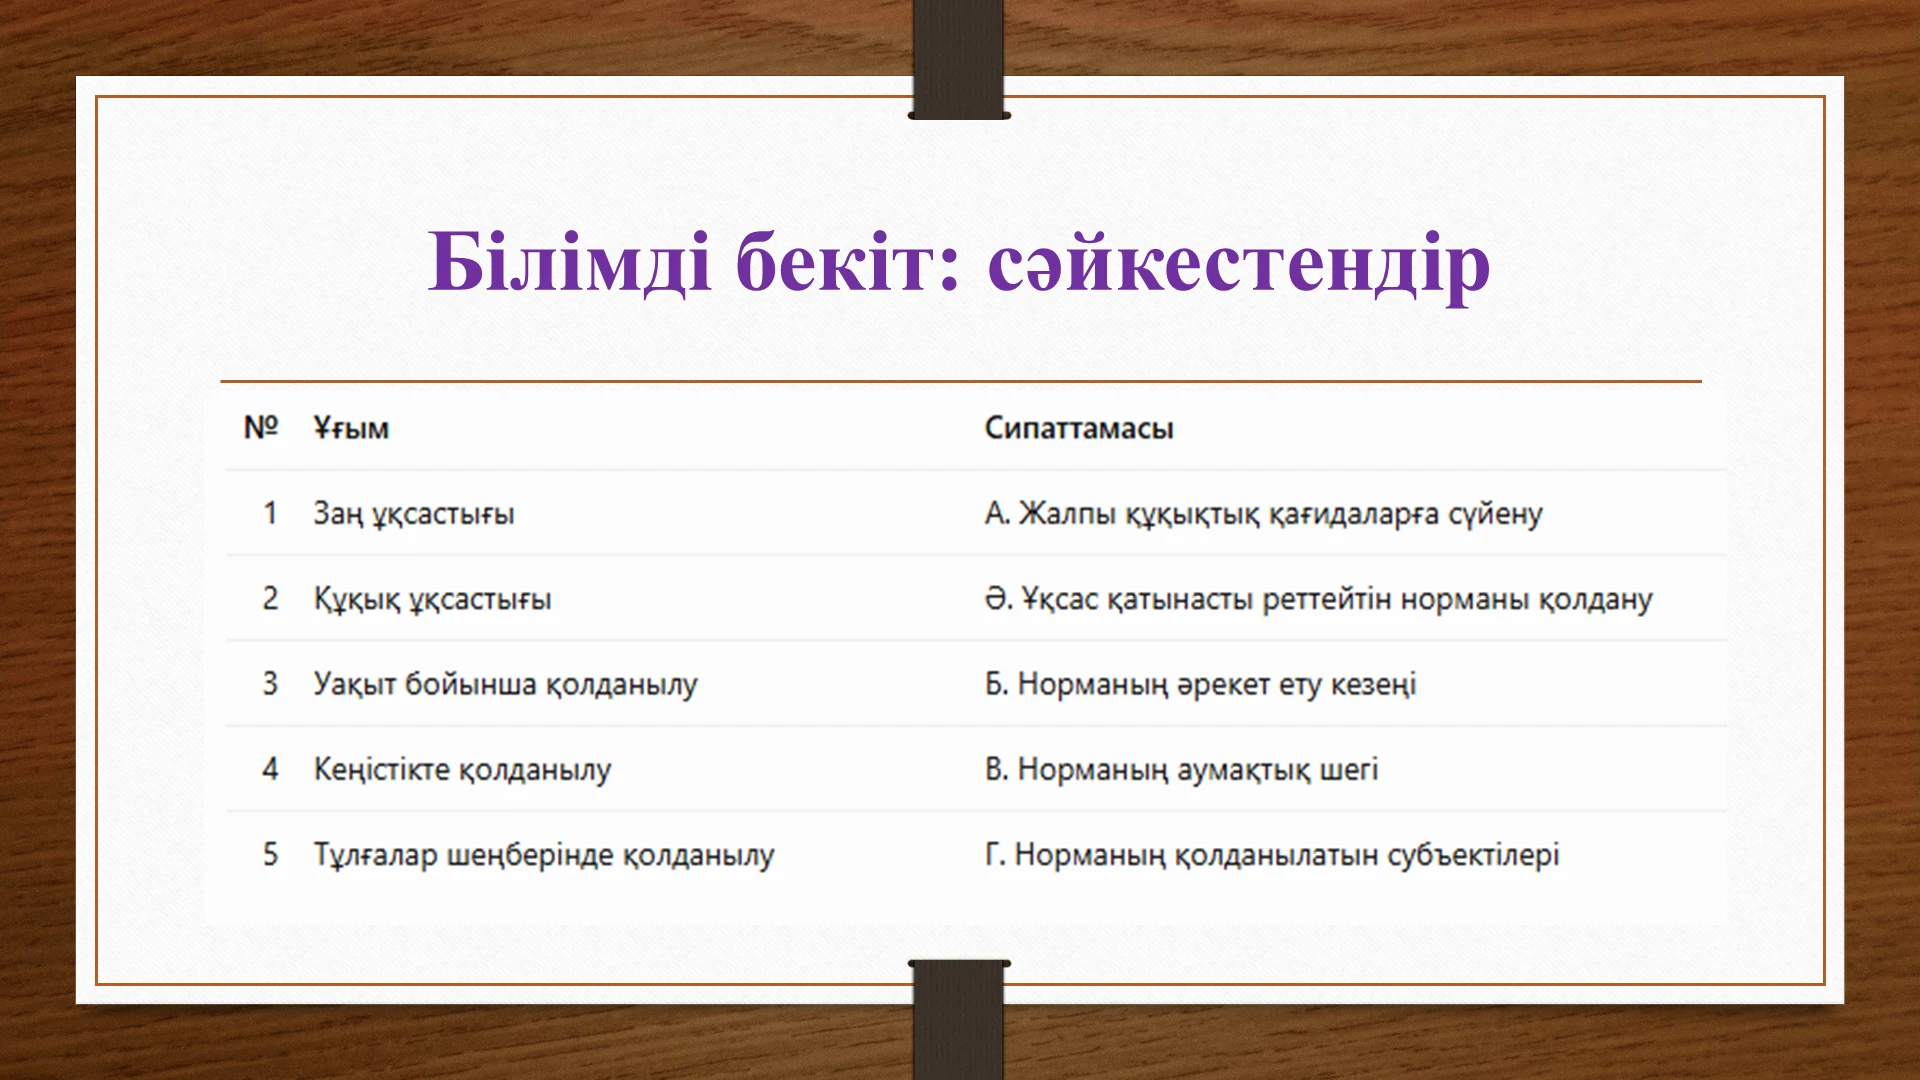 Білімді бекіт: сәйкестендір
№ Ұғым Сипаттамасы
1 Заң ұқсастығы А. Жалпы құқықтық қағидаларға сүйену
2 Құқық ұқсастығы Ә. Ұқсас қатынасты реттейтін норманы қолдану
3 Уақыт бойынша қолданылу Б. Норманың әрекет ету кезеңі
4 Кеңістікте қолданылу В. Норманың аумақтық шегі
5 Тұлғалар шеңберінде қолданылу Г. Норманың қолданылатын субъектілері